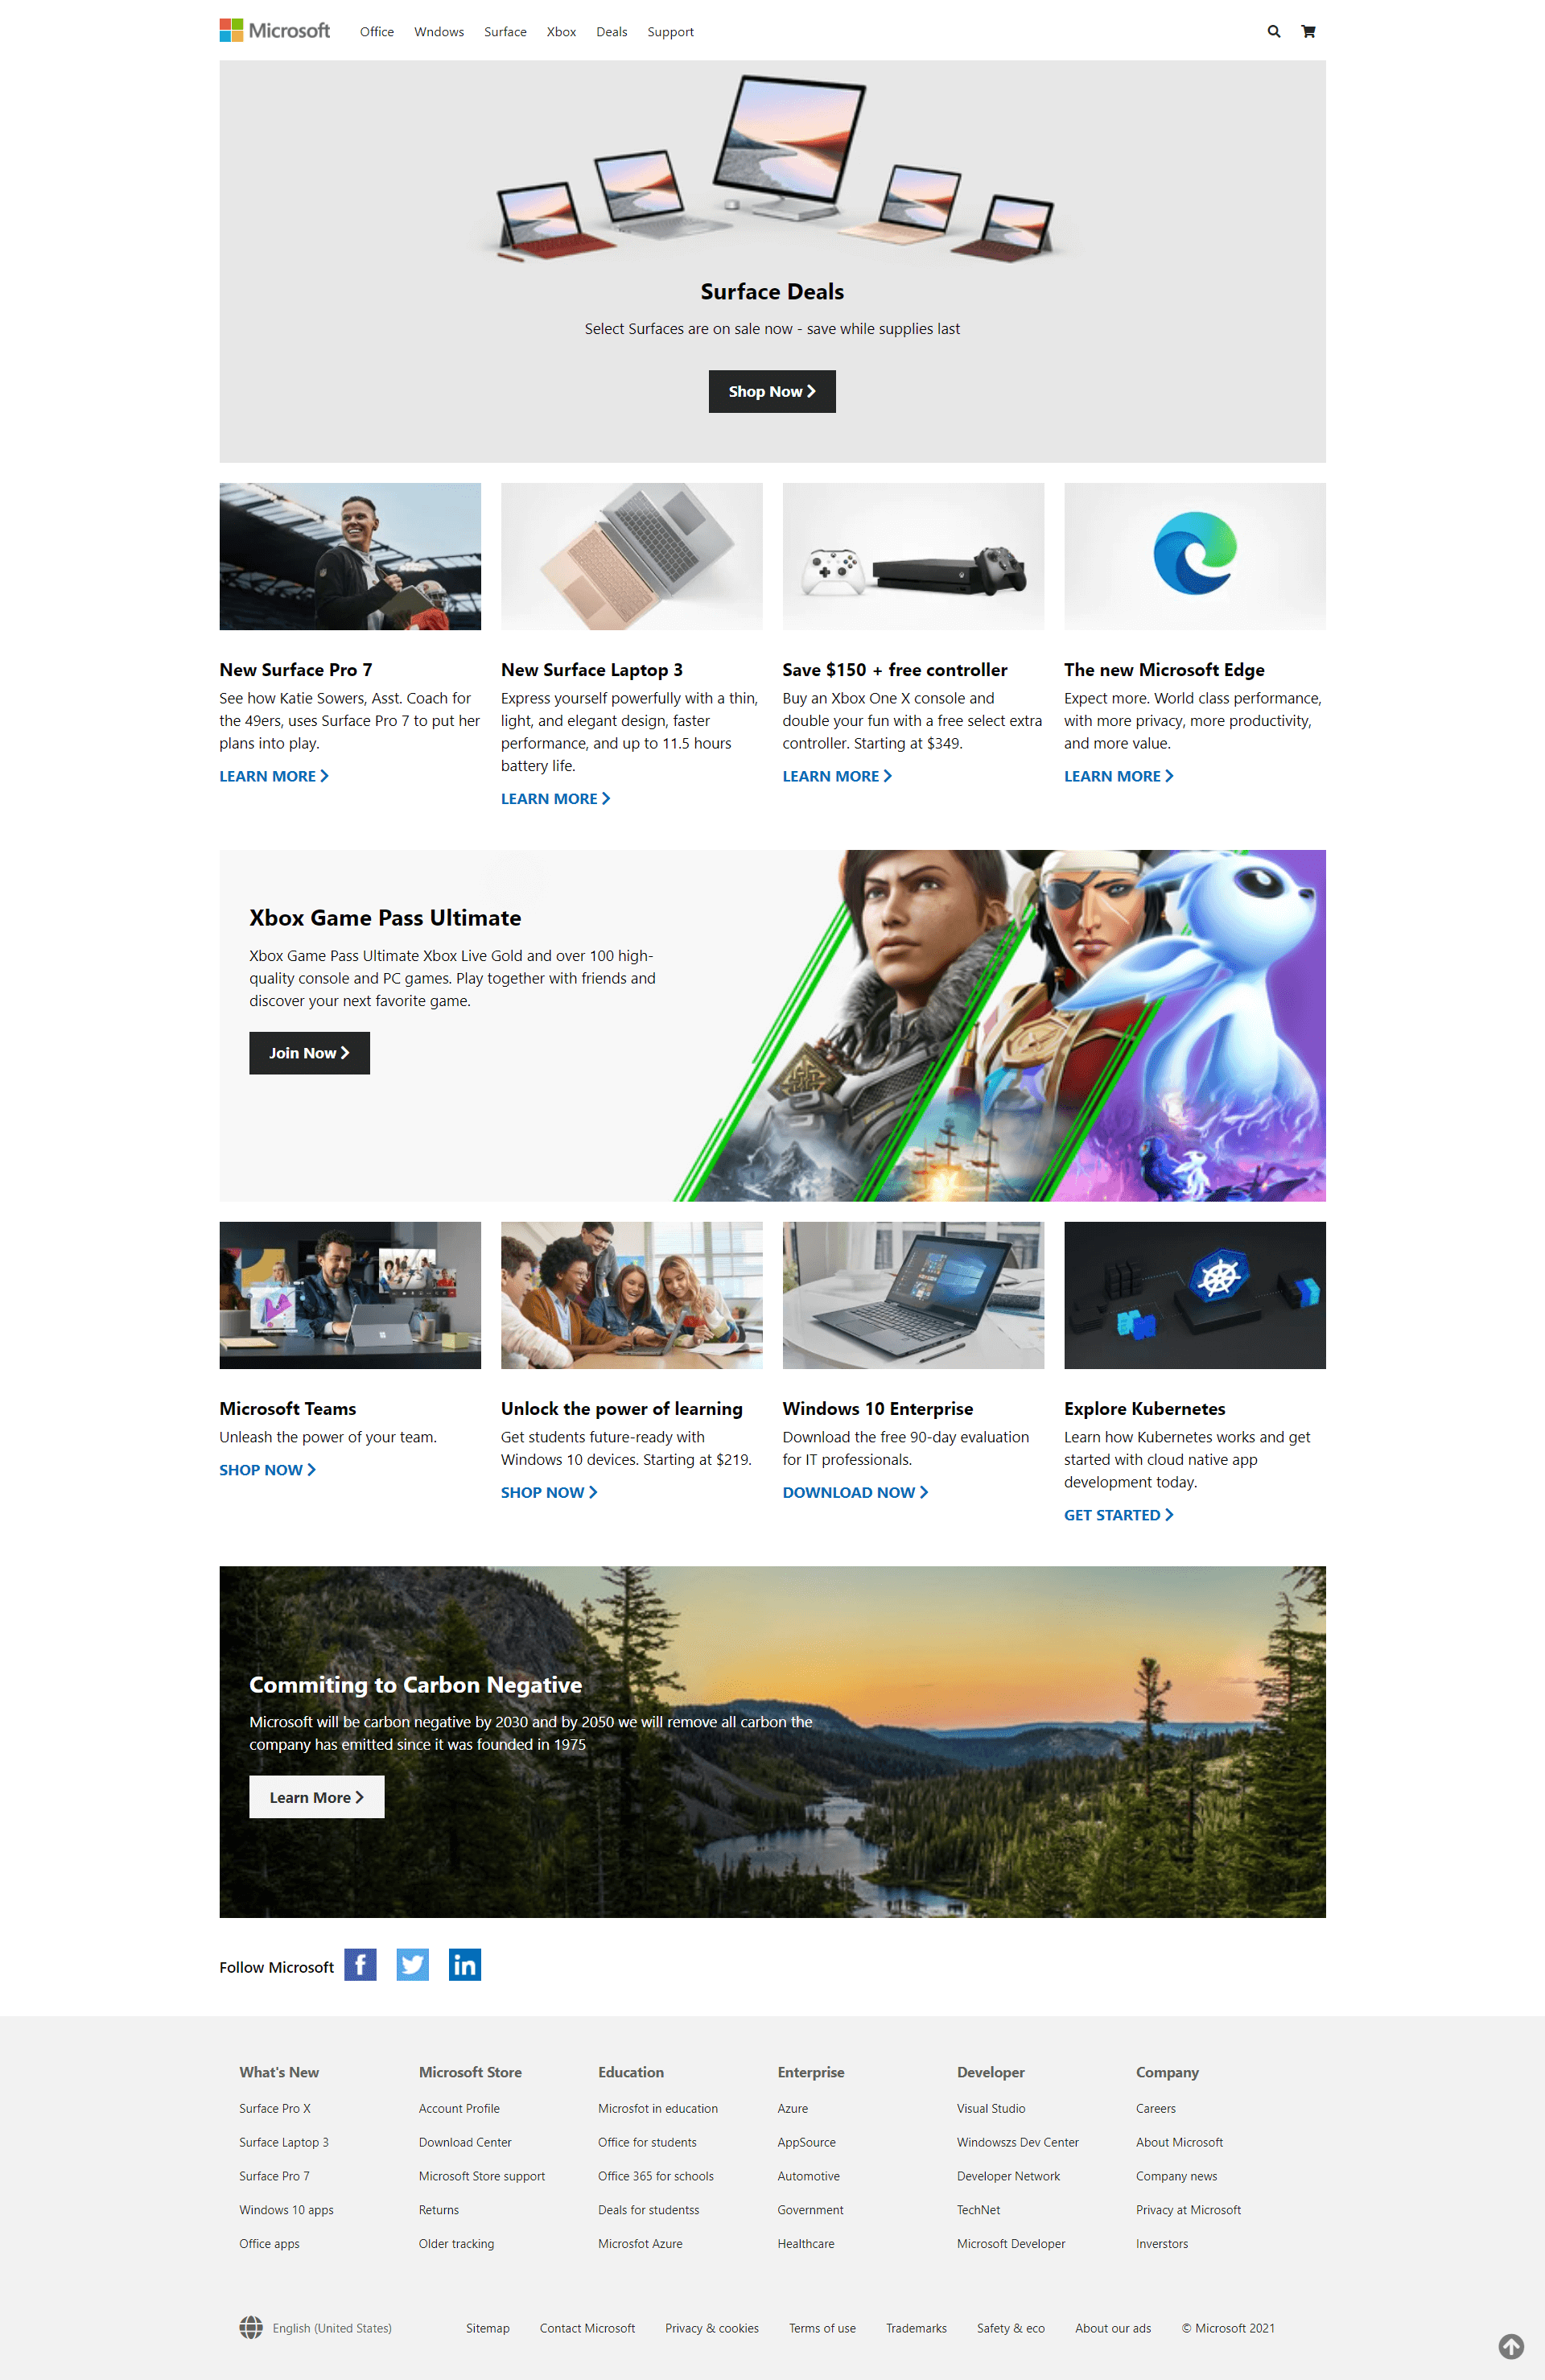 Microsoft Office Wndows Surface Xbox Deals Support
Surface Deals
Select Surfaces are on sale now - save while supplies last
Shop Now
New Surface Pro 7
See how Katie Sowers, Asst. Coach for
the 49ers, uses Surface Pro 7 to put her
plans into play.
LEARN MORE
New Surface Laptop 3
Express yourself powerfully with a thin,
light, and elegant design, faster
performance, and up to 11.5 hours
battery life.
LEARN MORE
Save $150 + free controller
Buy an Xbox One X console and
double your fun with a free select extra
controller. Starting at $349.
LEARN MORE
The new Microsoft Edge
Expect more. World class performance,
with more privacy, more productivity,
and more value.
LEARN MORE
Xbox Game Pass Ultimate
Xbox Game Pass Ultimate Xbox Live Gold and over 100 high-
quality console and PC games. Play together with friends and
discover your next favorite game.
Join Now
Microsoft Teams
Unleash the power of your team.
SHOP NOW
Unlock the power of learning
Get students future-ready with
Windows 10 devices. Starting at $219.
SHOP NOW
Windows 10 Enterprise
Download the free 90-day evaluation
for IT professionals.
DOWNLOAD NOW
Explore Kubernetes
Learn how Kubernetes works and get
started with cloud native app
development today.
GET STARTED
Commiting to Carbon Negative
Microsoft will be carbon negative by 2030 and by 2050 we will remove all carbon the
company has emitted since it was founded in 1975
Learn More
Follow Microsoft
What's New
Surface Pro X
Surface Laptop 3
Surface Pro 7
Windows 10 apps
Office apps
Microsoft Store
Account Profile
Download Center
Microsoft Store support
Returns
Older tracking
Education
Microsfot in education
Office for students
Office 365 for schools
Deals for studentss
Microsfot Azure
Enterprise
Azure
AppSource
Automotive
Government
Healthcare
Developer
Visual Studio
Windowszs Dev Center
Developer Network
TechNet
Microsoft Developer
Company
Careers
About Microsoft
Company news
Privacy at Microsoft
Inverstors
English (United States) Sitemap Contact Microsoft Privacy & cookies Terms of use Trademarks Safety & eco About our ads © Microsoft 2021